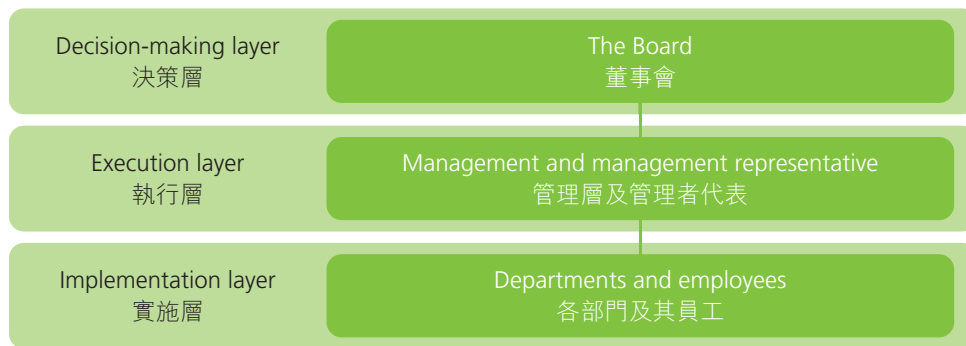 Decision-making layer
決策層
The Board
董事會
Execution layer
執行層
Management and management representative
管理層及管理者代表
Implementation layer
實施層
Departments and employees
各部門及其員工